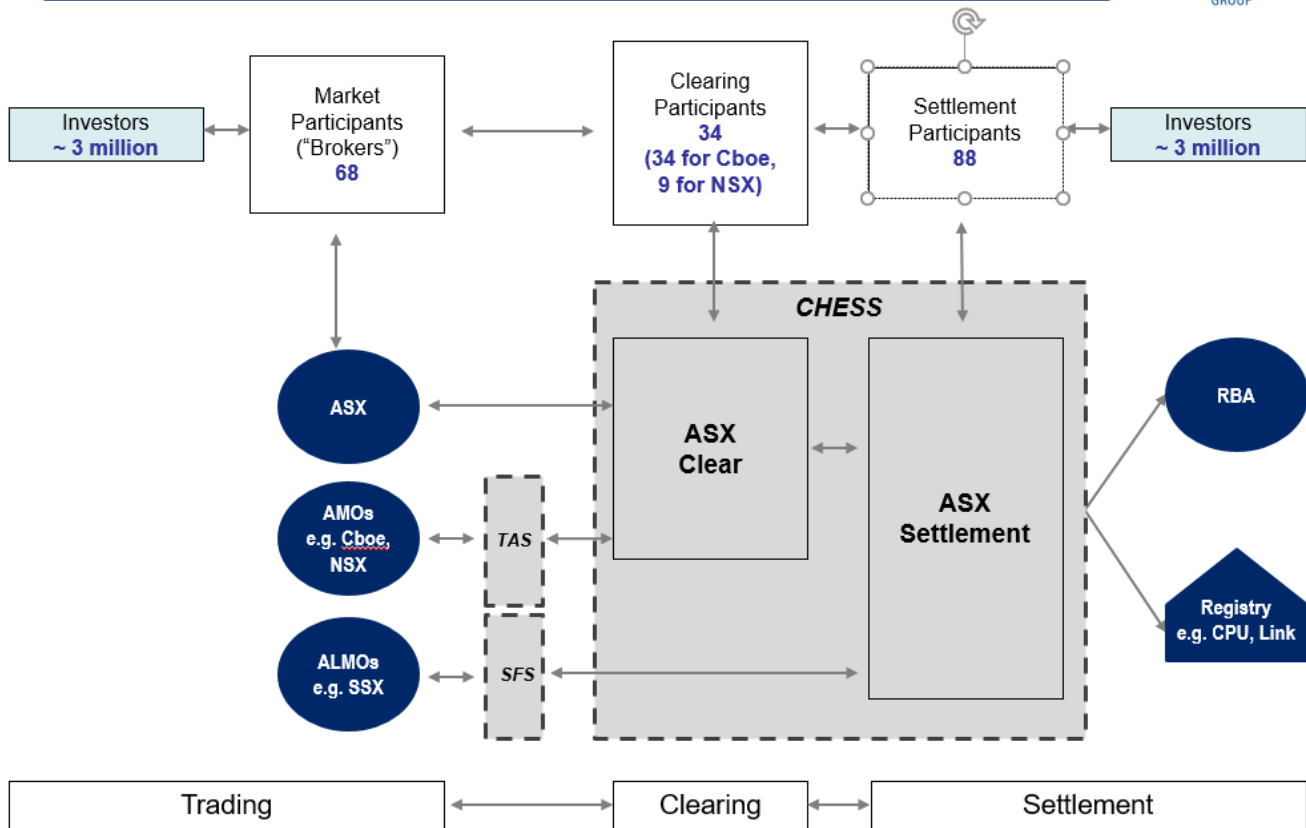 GROUP
Investors
~ 3 million
Market
Participants
(“Brokers”)
68
Clearing
Participants
34
(34 for Cboe,
9 for NSX)
Settlement
Participants
88
Investors
~ 3 million
CHESS
ASX
ASX
Clear
ASX
Settlement
RBA
AMOs
e.g. Cboe,
NSX
TAS
ALMOs
e.g. SSX
SFS
Registry
e.g. CPU, Link
Trading
Clearing
Settlement